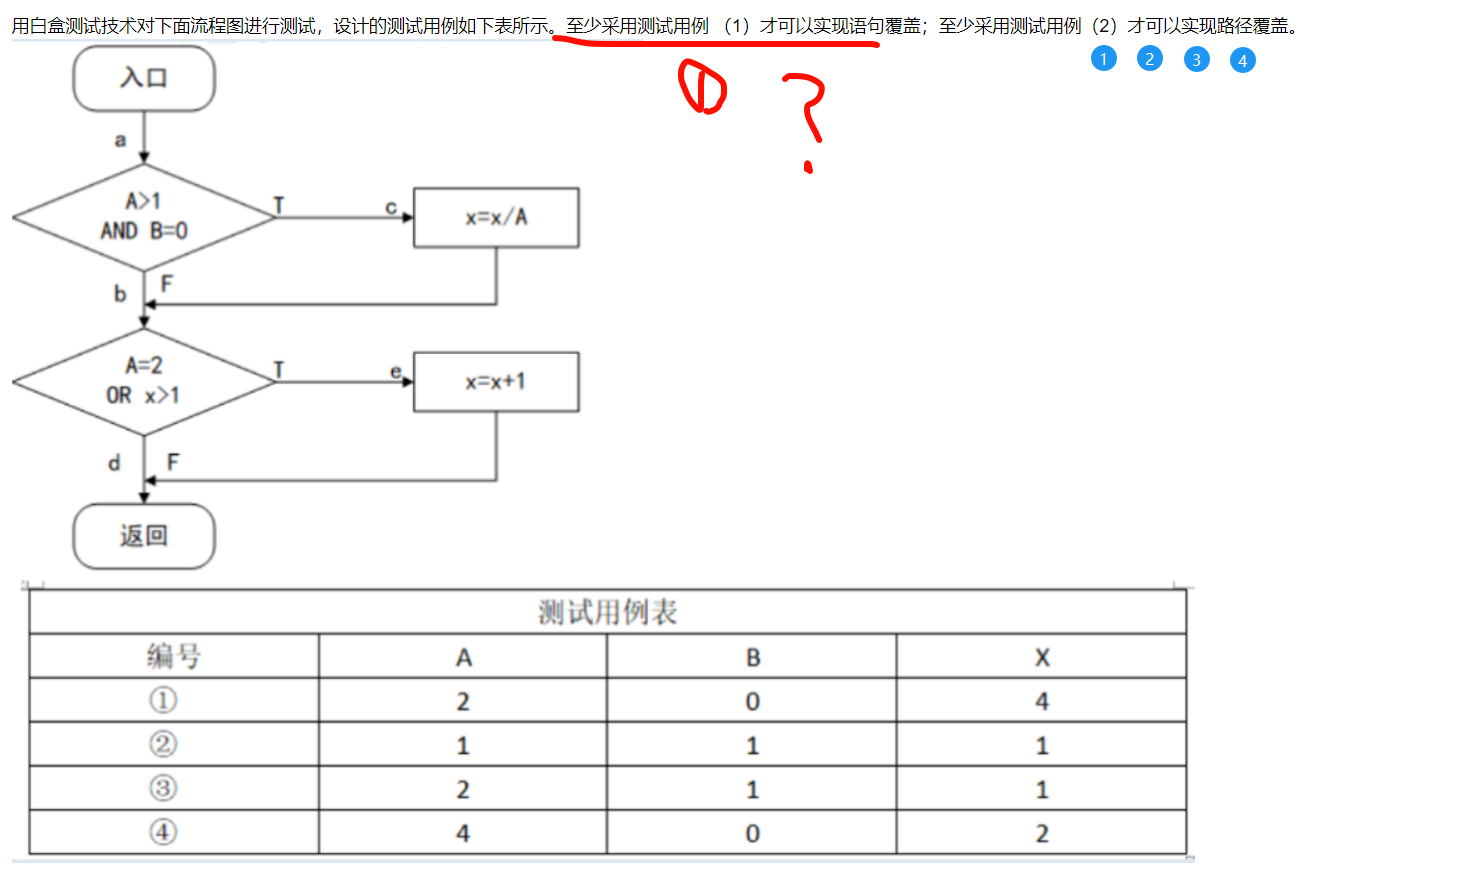 用白盒测试技术对下面流程图进行测试，设计的测试用例如下表所示。至少采用测试用例 （1）才可以实现语句覆盖；至少采用测试用例（2）才可以实现路径覆盖。
1 2 3 4
① ?
入口
a
A>1
AND B=0
T
c
x=x/A
F
b
A=2
OR x>1
T
e
x=x+1
d
F
返回
测试用例表
编号 A B X
① 2 0 4
② 1 1 1
③ 2 1 1
④ 4 0 2